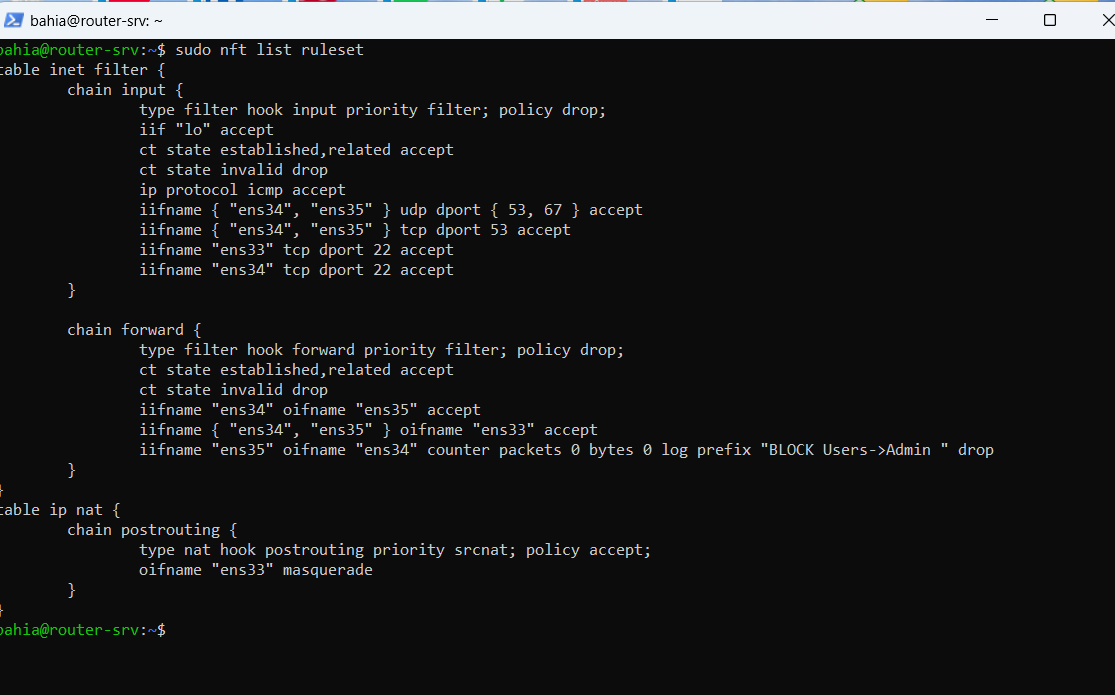 bahia@router-srv: ~
bahia@router-srv:~$ sudo nft list ruleset
table inet filter {
        chain input {
                type filter hook input priority filter; policy drop;
                iif "lo" accept
                ct state established,related accept
                ct state invalid drop
                ip protocol icmp accept
                iifname { "ens34", "ens35" } udp dport { 53, 67 } accept
                iifname { "ens34", "ens35" } tcp dport 53 accept
                iifname "ens33" tcp dport 22 accept
                iifname "ens34" tcp dport 22 accept
        }

        chain forward {
                type filter hook forward priority filter; policy drop;
                ct state established,related accept
                ct state invalid drop
                iifname "ens34" oifname "ens35" accept
                iifname { "ens34", "ens35" } oifname "ens33" accept
                iifname "ens35" oifname "ens34" counter packets 0 bytes 0 log prefix "BLOCK Users->Admin " drop
        }
}
table ip nat {
        chain postrouting {
                type nat hook postrouting priority srcnat; policy accept;
                oifname "ens33" masquerade
        }
}
bahia@router-srv:~$